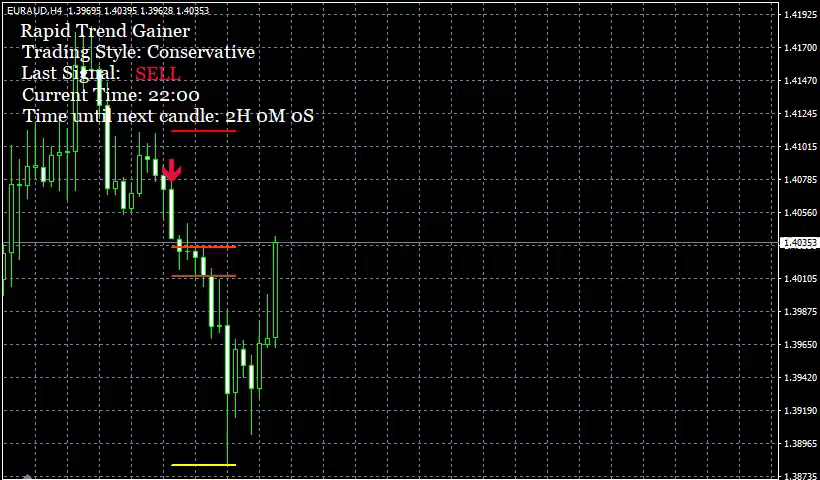 EURAUD,H4 1.39695 1.40395 1.39628 1.40353
Rapid Trend Gainer
Trading Style: Conservative
Last Signal: SELL
Current Time: 22:00
Time until next candle: 2H 0M 0S
1.41925
1.41700
1.41470
1.41245
1.41015
1.40785
1.40560
1.40353
1.40105
1.39875
1.39650
1.39420
1.39190
1.38965
1.38735